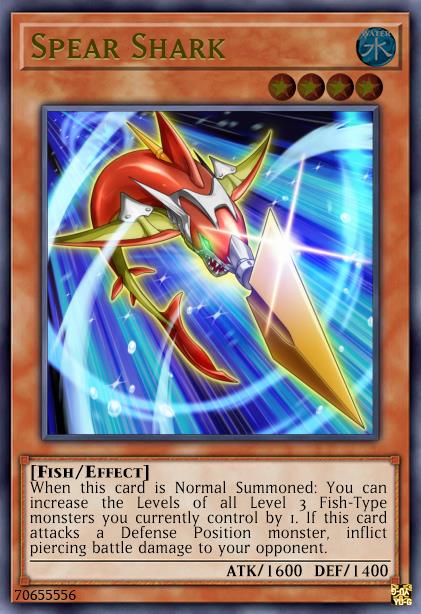 SPEAR SHARK
WATER
水
[FISH/EFFECT]
When this card is Normal Summoned: You can
increase the Levels of all Level 3 Fish-Type
monsters you currently control by 1. If this card
attacks a Defense Position monster, inflict
piercing battle damage to your opponent.
ATK/1600 DEF/1400
70655556